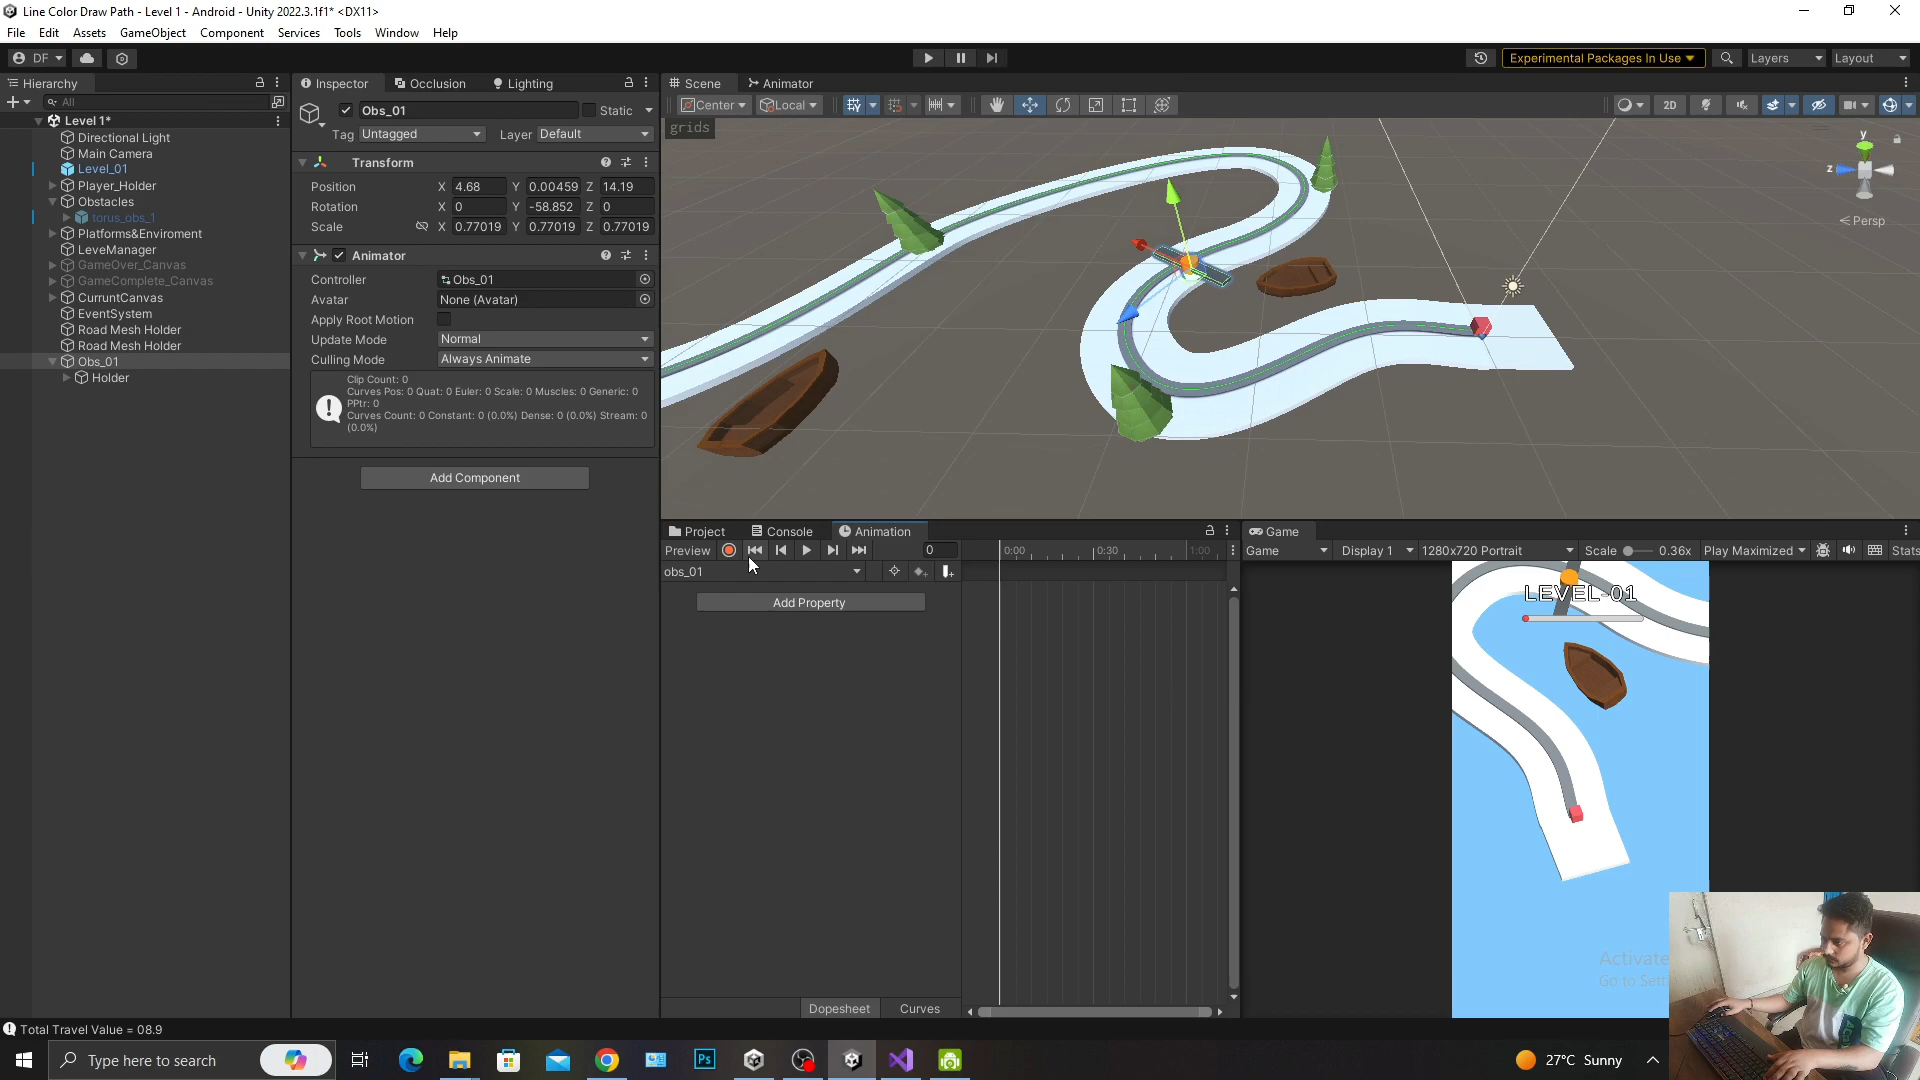 Line Color Draw Path - Level 1 - Android - Unity 2022.3.1f1* <DX11>
File Edit Assets GameObject Component Services Tools Window Help
DF Experimental Packages In Use Layers Layout
Hierarchy
All
Level 1*
Directional Light
Main Camera
Level_01
Player_Holder
Obstacles
torus_obs_1
Platforms&Enviroment
LeveManager
GameOver_Canvas
GameComplete_Canvas
CurruntCanvas
EventSystem
Road Mesh Holder
Road Mesh Holder
Obs_01
Holder
Inspector Occlusion Lighting
Obs_01 Static
Tag Untagged Layer Default
Transform
Position X 4.68 Y 0.00459 Z 14.19
Rotation X 0 Y -58.852 Z 0
Scale X 0.77019 Y 0.77019 Z 0.77019
Animator
Controller Obs_01
Avatar None (Avatar)
Apply Root Motion
Update Mode Normal
Culling Mode Always Animate
Clip Count: 0
Curves Pos: 0 Quat: 0 Euler: 0 Scale: 0 Muscles: 0 Generic: 0
PPtr: 0
Curves Count: 0 Constant: 0 (0.0%) Dense: 0 (0.0%) Stream: 0
(0.0%)
Add Component
Scene Animator
Center Local 2D
grids
y
z
Persp
Project Console Animation
Preview 0 0:00 0:30 1:00
obs_01
Add Property
Dopesheet Curves
Game
Game Display 1 1280x720 Portrait Scale 0.36x Play Maximized Stats
LEVEL-01
Activate
Go to Sett
Total Travel Value = 08.9
Type here to search Ps 27°C Sunny